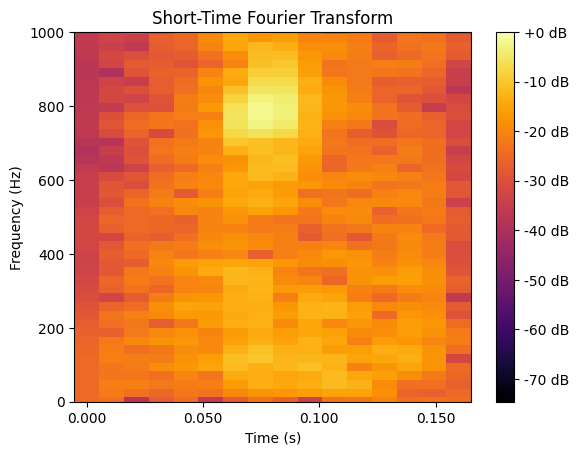 Short-Time Fourier Transform
1000
800
600
400
200
0
Frequency (Hz)
0.000
0.050
0.100
0.150
Time (s)
+0 dB
-10 dB
-20 dB
-30 dB
-40 dB
-50 dB
-60 dB
-70 dB